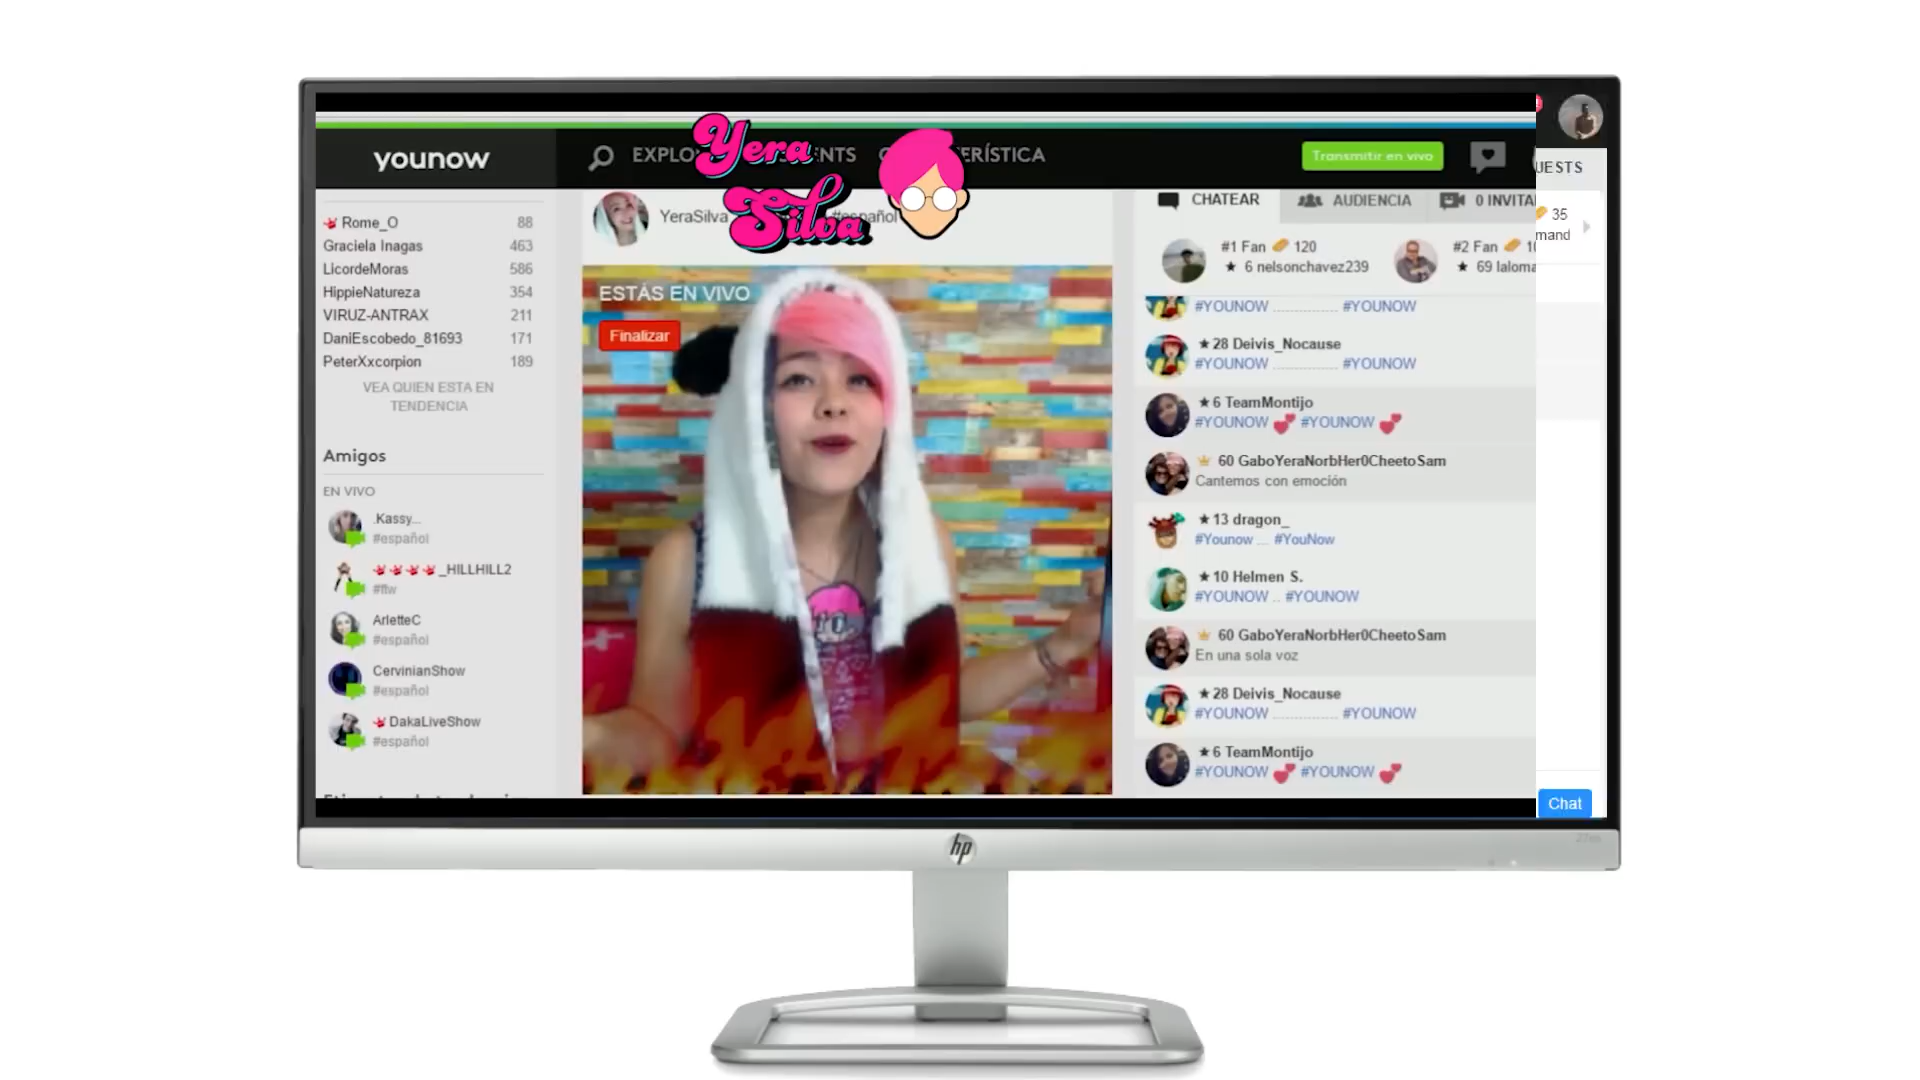 younow
Yera
Silva
Transmitir en vivo
UESTS
Rome_O 88
Graciela Inagas 463
LicordeMoras 586
HippieNatureza 354
VIRUZ-ANTRAX 211
DaniEscobedo_81693 171
PeterXxcorpion 189
VEA QUIEN ESTA EN
TENDENCIA
Amigos
EN VIVO
.Kassy...
#español
_HILLHILL2
#ftw
ArletteC
#español
CervinianShow
#español
DakaLiveShow
#español
YeraSilva #español
ESTÁS EN VIVO
Finalizar
CHATEAR AUDIENCIA 0 INVITA
#1 Fan 120
6 nelsonchavez239
#2 Fan
69 laloma
35
mand
#YOUNOW ................... #YOUNOW
28 Deivis_Nocause
#YOUNOW ................... #YOUNOW
6 TeamMontijo
#YOUNOW 💕 #YOUNOW 💕
60 GaboYeraNorbHer0CheetoSam
Cantemos con emoción
13 dragon_
#Younow .... #YouNow
10 Helmen S.
#YOUNOW .. #YOUNOW
60 GaboYeraNorbHer0CheetoSam
En una sola voz
28 Deivis_Nocause
#YOUNOW ................... #YOUNOW
6 TeamMontijo
#YOUNOW 💕 #YOUNOW 💕
Chat
hp